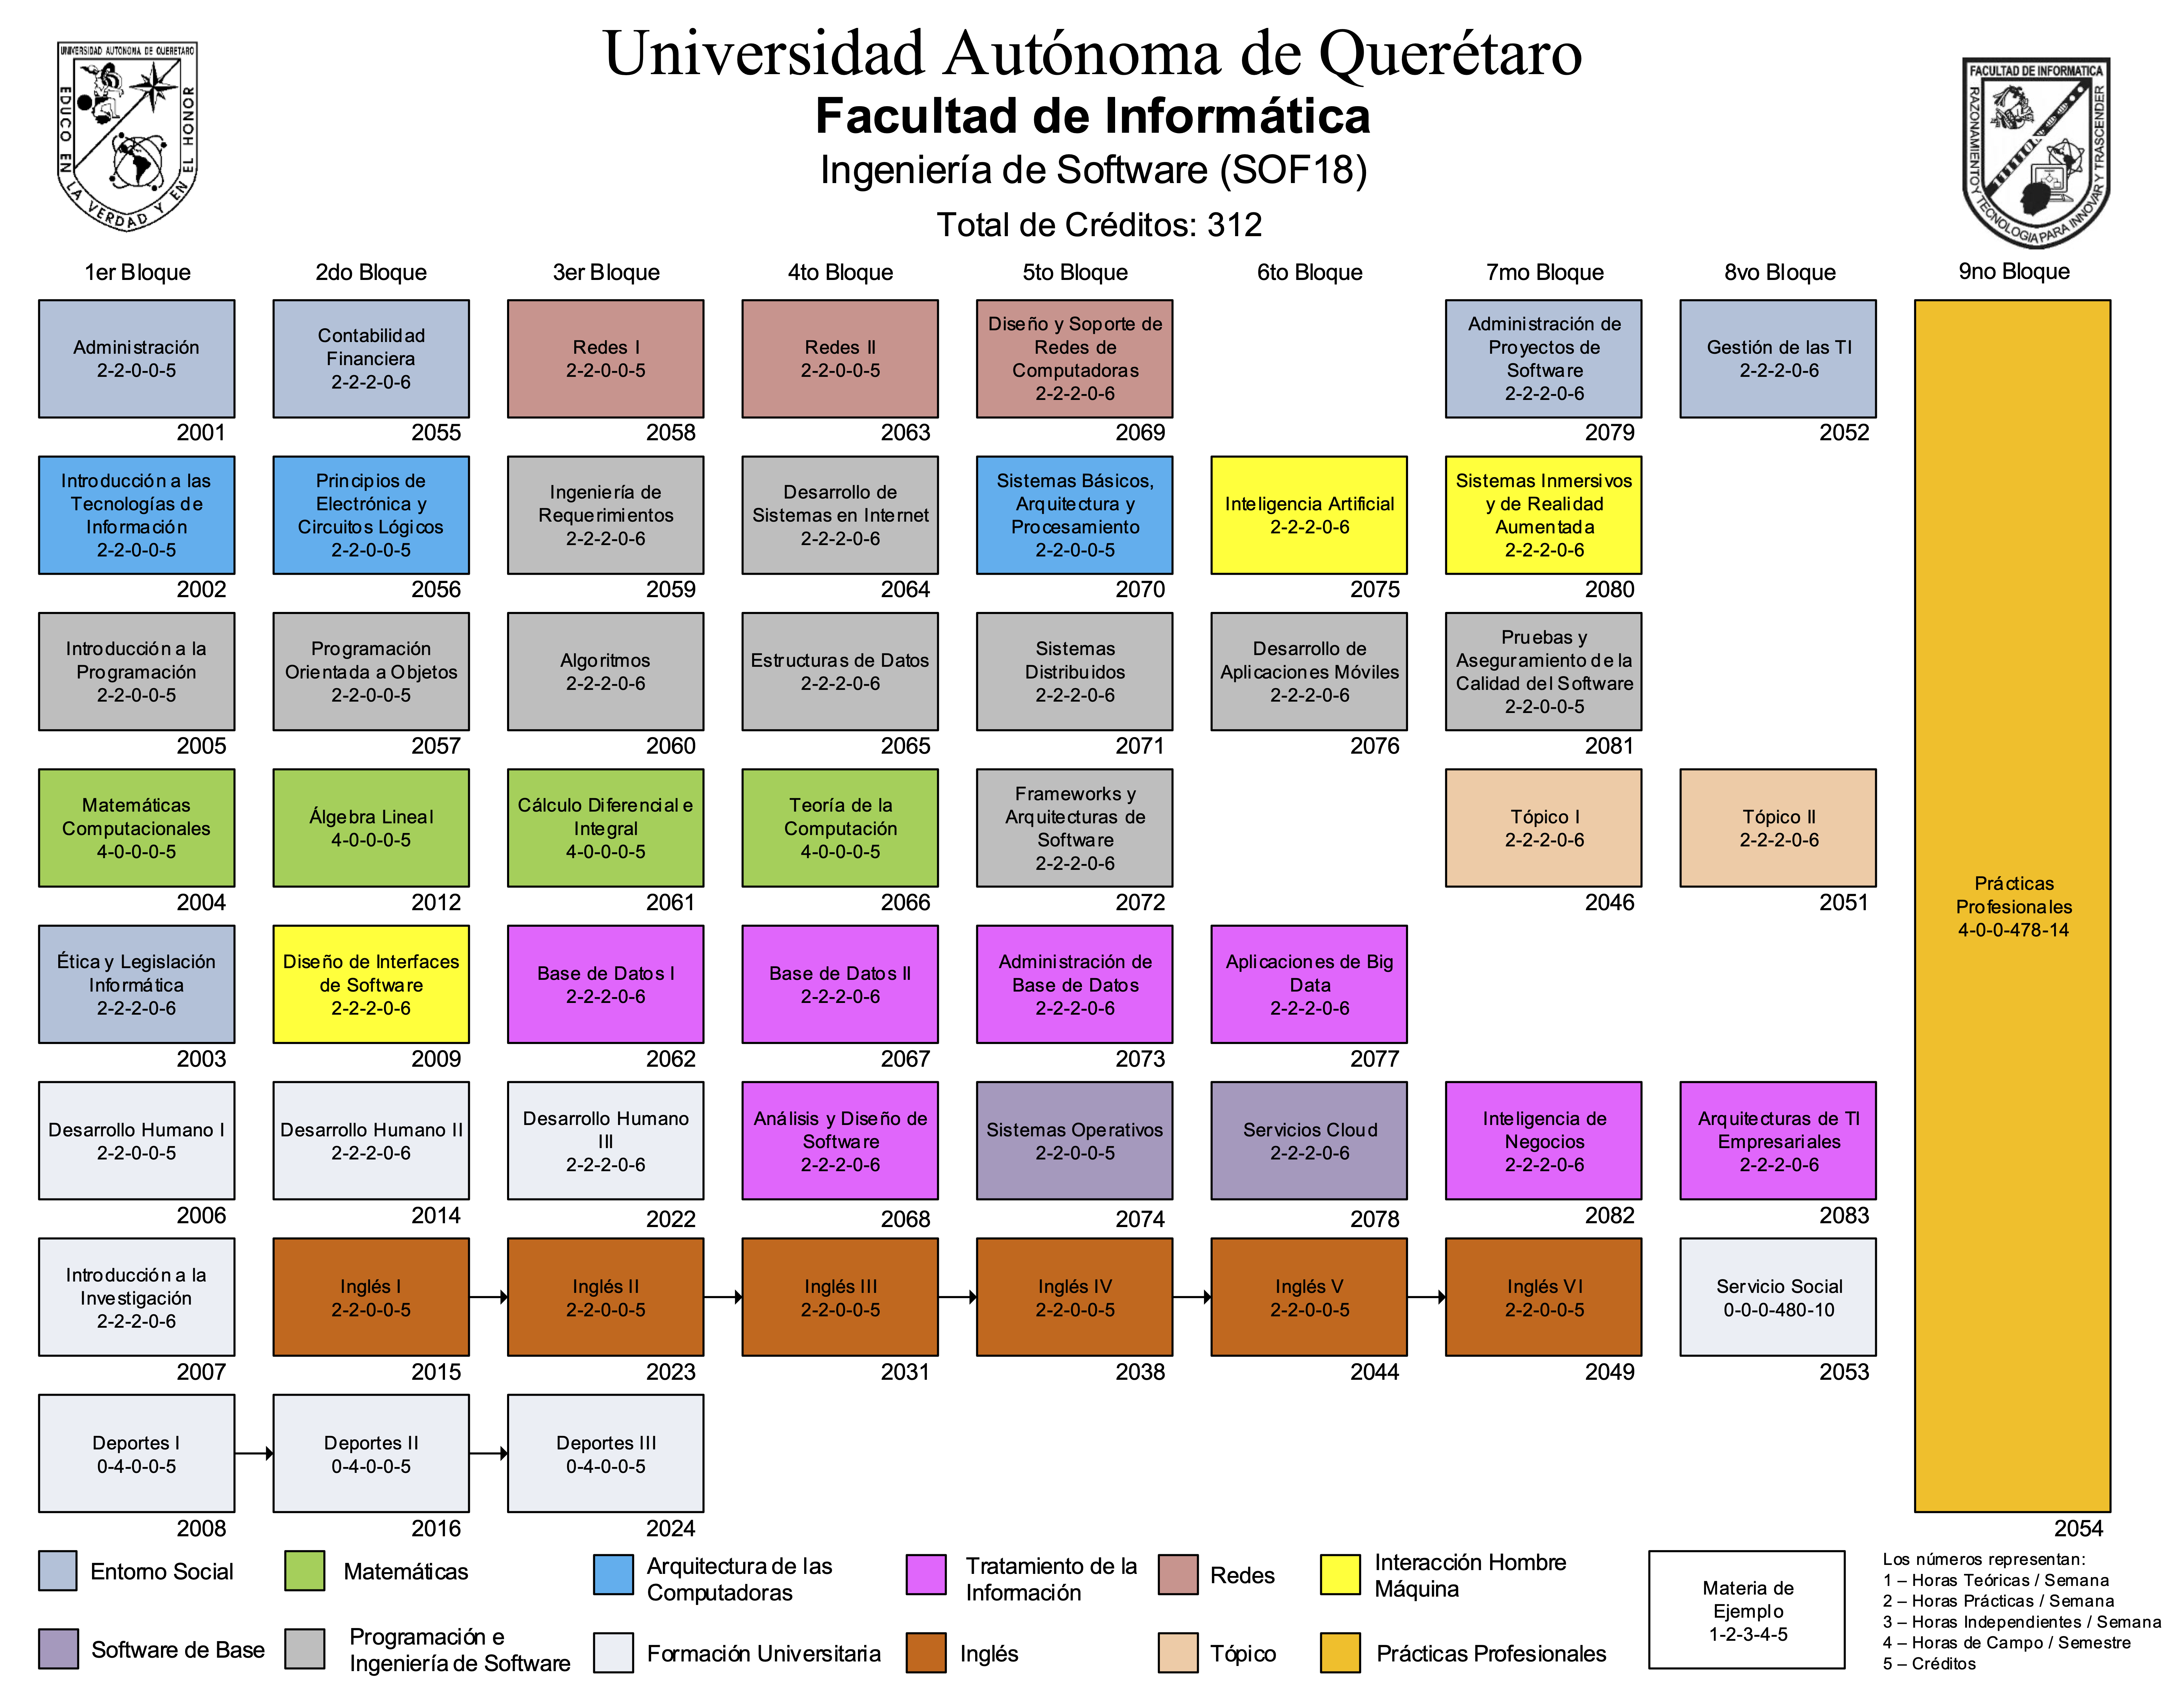 UNIVERSIDAD AUTONOMA DE QUERETARO
EDUCO EN LA VERDAD Y EN EL HONOR
Universidad Autónoma de Querétaro
Facultad de Informática
Ingeniería de Software (SOF18)
Total de Créditos: 312
FACULTAD DE INFORMATICA
RAZONAMIENTO Y TECNOLOGIA PARA INNOVAR Y TRASCENDER
1er Bloque
2do Bloque
3er Bloque
4to Bloque
5to Bloque
6to Bloque
7mo Bloque
8vo Bloque
9no Bloque
Administración
2-2-0-0-5
2001
Contabilidad
Financiera
2-2-2-0-6
2055
Redes I
2-2-0-0-5
2058
Redes II
2-2-0-0-5
2063
Diseño y Soporte de
Redes de
Computadoras
2-2-2-0-6
2069
Administración de
Proyectos de
Software
2-2-2-0-6
2079
Gestión de las TI
2-2-2-0-6
2052
Introducción a las
Tecnologías de
Información
2-2-0-0-5
2002
Principios de
Electrónica y
Circuitos Lógicos
2-2-0-0-5
2056
Ingeniería de
Requerimientos
2-2-2-0-6
2059
Desarrollo de
Sistemas en Internet
2-2-2-0-6
2064
Sistemas Básicos,
Arquitectura y
Procesamiento
2-2-0-0-5
2070
Inteligencia Artificial
2-2-2-0-6
2075
Sistemas Inmersivos
y de Realidad
Aumentada
2-2-2-0-6
2080
Introducción a la
Programación
2-2-0-0-5
2005
Programación
Orientada a Objetos
2-2-0-0-5
2057
Algoritmos
2-2-2-0-6
2060
Estructuras de Datos
2-2-2-0-6
2065
Sistemas
Distribuidos
2-2-2-0-6
2071
Desarrollo de
Aplicaciones Móviles
2-2-2-0-6
2076
Pruebas y
Aseguramiento de la
Calidad del Software
2-2-0-0-5
2081
Matemáticas
Computacionales
4-0-0-0-5
2004
Álgebra Lineal
4-0-0-0-5
2012
Cálculo Diferencial e
Integral
4-0-0-0-5
2061
Teoría de la
Computación
4-0-0-0-5
2066
Frameworks y
Arquitecturas de
Software
2-2-2-0-6
2072
Tópico I
2-2-2-0-6
2046
Tópico II
2-2-2-0-6
2051
Prácticas
Profesionales
4-0-0-478-14
2054
Ética y Legislación
Informática
2-2-2-0-6
2003
Diseño de Interfaces
de Software
2-2-2-0-6
2009
Base de Datos I
2-2-2-0-6
2062
Base de Datos II
2-2-2-0-6
2067
Administración de
Base de Datos
2-2-2-0-6
2073
Aplicaciones de Big
Data
2-2-2-0-6
2077
Desarrollo Humano I
2-2-0-0-5
2006
Desarrollo Humano II
2-2-2-0-6
2014
Desarrollo Humano
III
2-2-2-0-6
2022
Análisis y Diseño de
Software
2-2-2-0-6
2068
Sistemas Operativos
2-2-0-0-5
2074
Servicios Cloud
2-2-2-0-6
2078
Inteligencia de
Negocios
2-2-2-0-6
2082
Arquitecturas de TI
Empresariales
2-2-2-0-6
2083
Introducción a la
Investigación
2-2-2-0-6
2007
Inglés I
2-2-0-0-5
2015
Inglés II
2-2-0-0-5
2023
Inglés III
2-2-0-0-5
2031
Inglés IV
2-2-0-0-5
2038
Inglés V
2-2-0-0-5
2044
Inglés VI
2-2-0-0-5
2049
Servicio Social
0-0-0-480-10
2053
Deportes I
0-4-0-0-5
2008
Deportes II
0-4-0-0-5
2016
Deportes III
0-4-0-0-5
2024
Entorno Social
Matemáticas
Arquitectura de las
Computadoras
Tratamiento de la
Información
Redes
Interacción Hombre
Máquina
Software de Base
Programación e
Ingeniería de Software
Formación Universitaria
Inglés
Tópico
Prácticas Profesionales
Materia de
Ejemplo
1-2-3-4-5
Los números representan:
1 – Horas Teóricas / Semana
2 – Horas Prácticas / Semana
3 – Horas Independientes / Semana
4 – Horas de Campo / Semestre
5 – Créditos